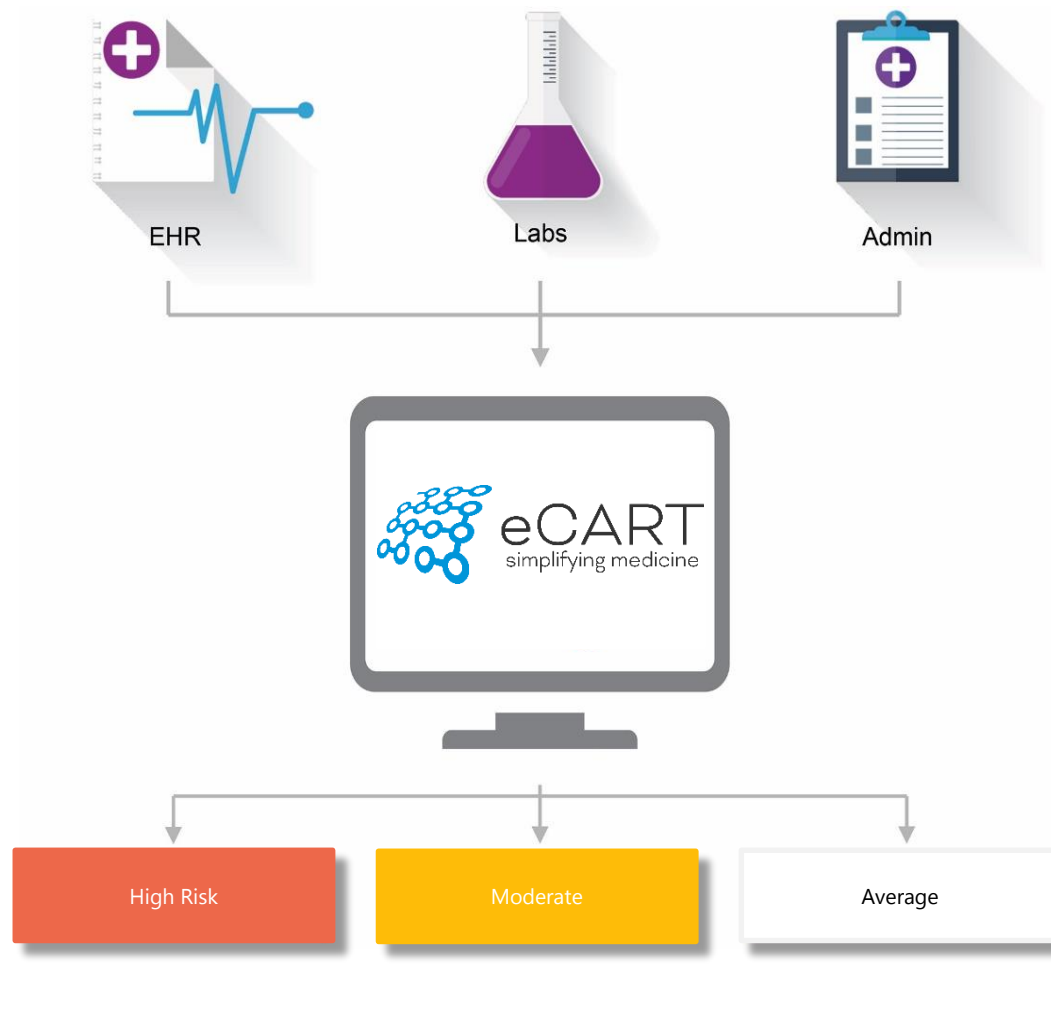 EHR
Labs
Admin
eCART
simplifying medicine
High Risk
Moderate
Average